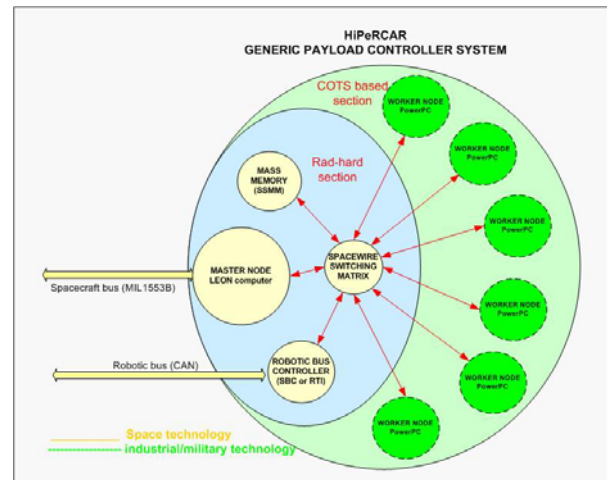 HiPeRCAR
GENERIC PAYLOAD CONTROLLER SYSTEM
COTS based
section
WORKER NODE
PowerPC
Rad-hard
section
WORKER NODE
PowerPC
MASS
MEMORY
(SSMM)
WORKER NODE
PowerPC
SPACEWIRE
SWITCHING
MATRIX
MASTER NODE
LEON computer
Spacecraft bus (MIL1553B)
WORKER NODE
PowerPC
Robotic bus (CAN)
ROBOTIC BUS
CONTROLLER
(SBC or RTI)
WORKER NODE
PowerPC
WORKER NODE
PowerPC
Space technology
industrial/military technology